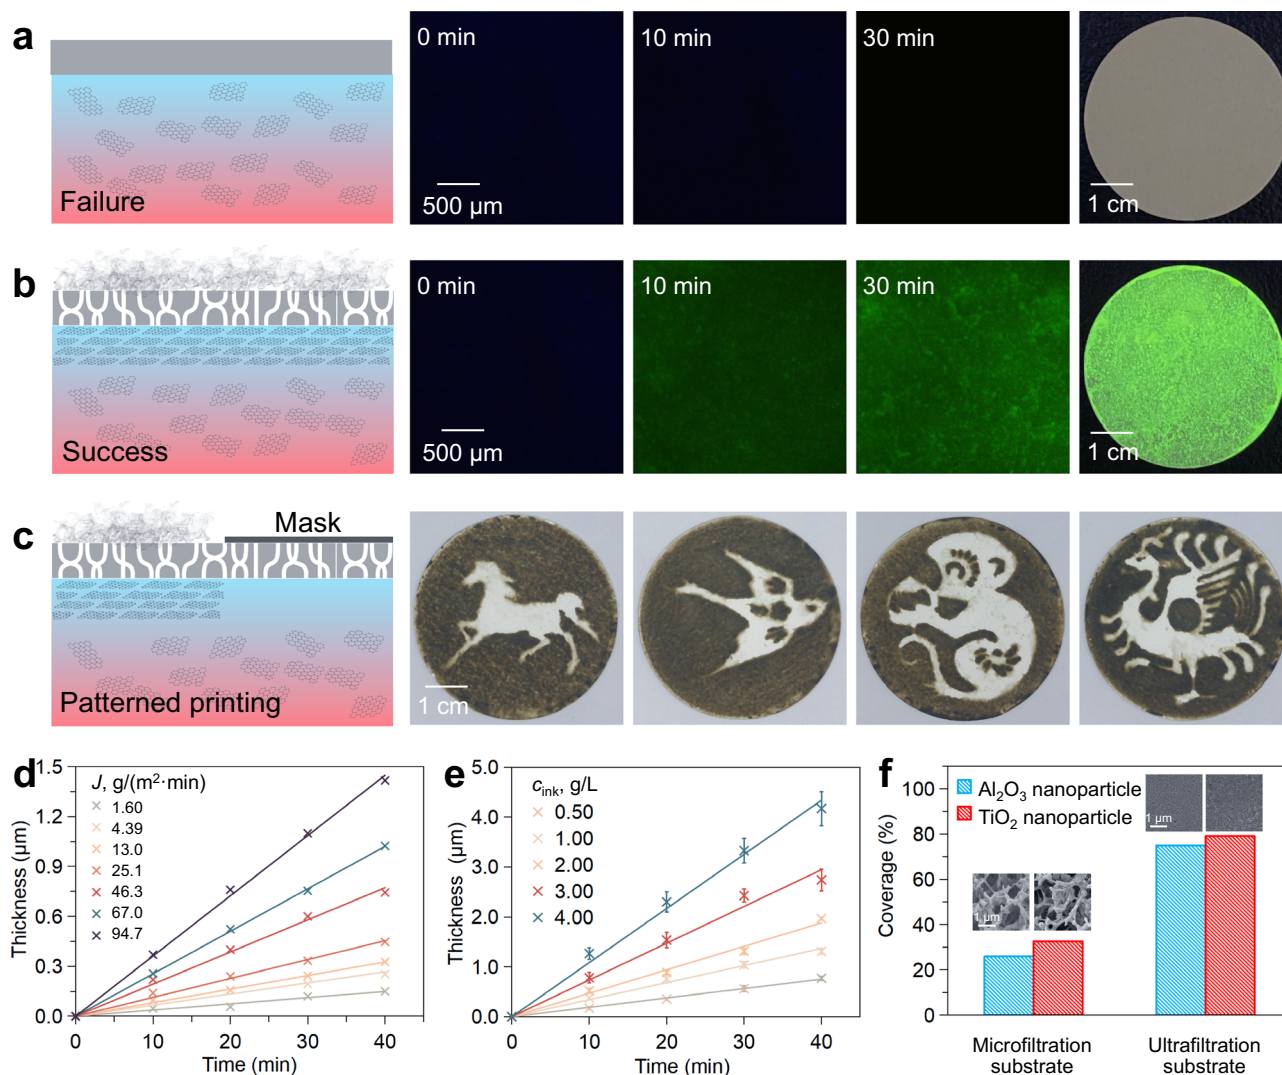 a
0 min
10 min
30 min
Failure
500 µm
1 cm
b
0 min
10 min
30 min
Success
500 µm
1 cm
c
Mask
Patterned printing
1 cm
d
J, g/(m²·min)
1.60
4.39
13.0
25.1
46.3
67.0
94.7
Thickness (µm)
1.5
1.2
0.9
0.6
0.3
0.0
0 10 20 30 40
Time (min)
e
c_ink, g/L
0.50
1.00
2.00
3.00
4.00
Thickness (µm)
5.0
4.0
3.0
2.0
1.0
0.0
0 10 20 30 40
Time (min)
f
Al₂O₃ nanoparticle
TiO₂ nanoparticle
1 µm
1 µm
Coverage (%)
100
80
60
40
20
0
Microfiltration
substrate
Ultrafiltration
substrate